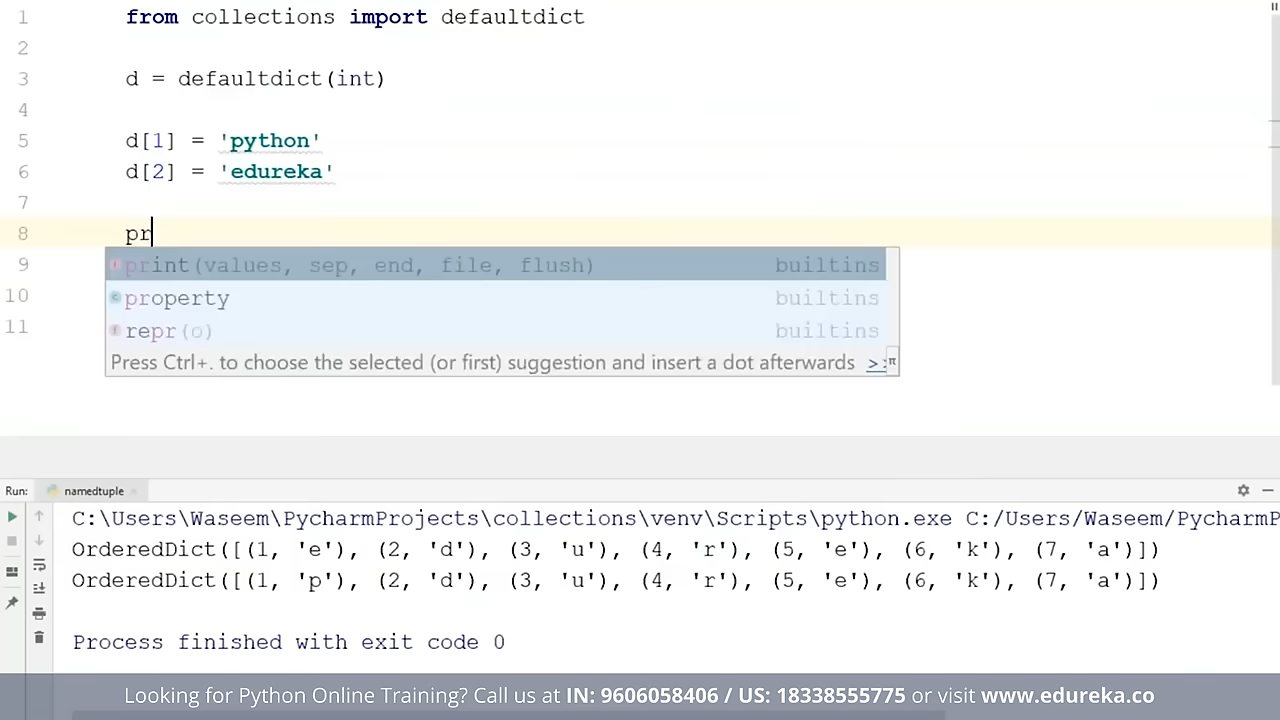 1 from collections import defaultdict
2
3 d = defaultdict(int)
4
5 d[1] = 'python'
6 d[2] = 'edureka'
7
8 pr
9 print(values, sep, end, file, flush) builtins
10 property builtins
11 repr(o) builtins
Press Ctrl+. to choose the selected (or first) suggestion and insert a dot afterwards >> π
Run: namedtuple
C:\Users\Waseem\PycharmProjects\collections\venv\Scripts\python.exe C:/Users/Waseem/PycharmP
OrderedDict([(1, 'e'), (2, 'd'), (3, 'u'), (4, 'r'), (5, 'e'), (6, 'k'), (7, 'a')])
OrderedDict([(1, 'p'), (2, 'd'), (3, 'u'), (4, 'r'), (5, 'e'), (6, 'k'), (7, 'a')])
Process finished with exit code 0
Looking for Python Online Training? Call us at IN: 9606058406 / US: 18338555775 or visit www.edureka.co